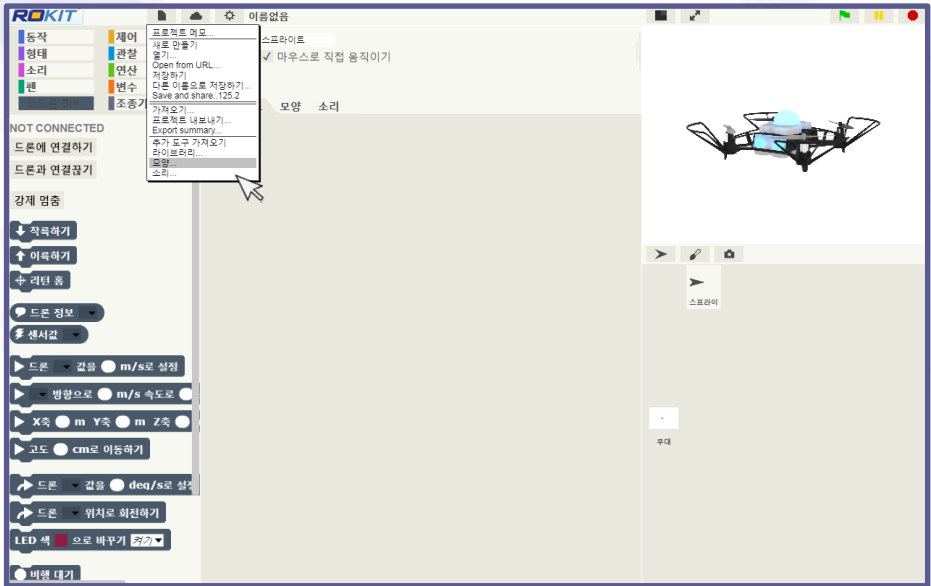 ROKIT
이름없음
동작
제어
형태
관찰
소리
연산
펜
변수
조종기
프로젝트 메모...
새로 만들기
열기...
Open from URL...
저장하기
다른 이름으로 저장하기...
Save and share..125.2
가져오기...
프로젝트 내보내기...
Export summary...
추가 도구 가져오기
라이브러리...
모양...
소리...
스프라이트
마우스로 직접 움직이기
모양
소리
NOT CONNECTED
드론에 연결하기
드론과 연결끊기
강제 멈춤
착륙하기
이륙하기
리턴 홈
드론 정보
센서값
드론 값을 m/s로 설정
방향으로 m/s 속도로
X축 m Y축 m Z축
고도 cm로 이동하기
드론 값을 deg/s로 설정
드론 위치로 회전하기
LED 색 으로 바꾸기 켜기
비행 대기
스프라이
무대